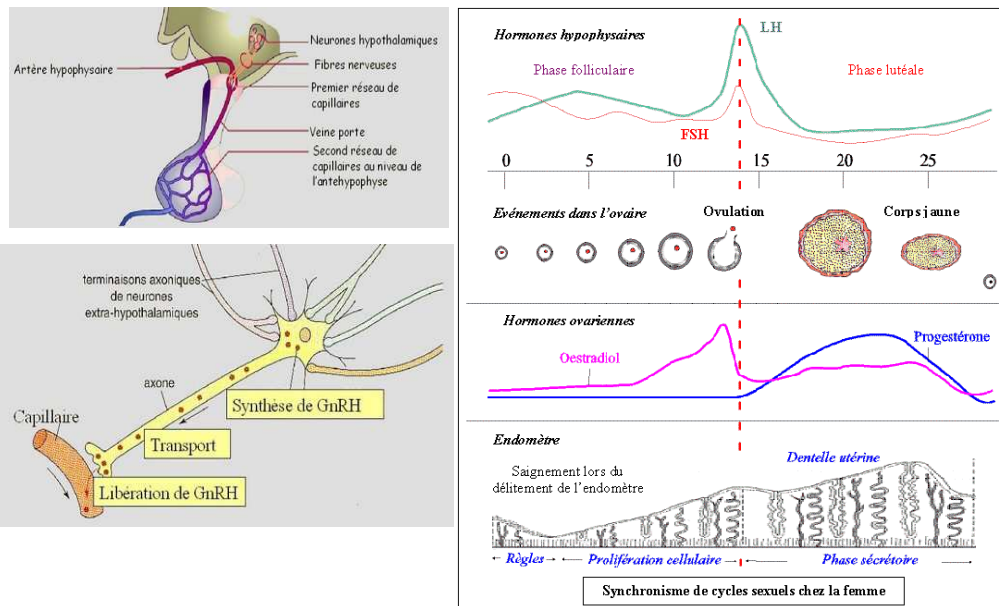 Neurones hypothalamiques
Fibres nerveuses
Artère hypophysaire
Premier réseau de
capillaires
Veine porte
Second réseau de
capillaires au niveau de
l'antéhypophyse
terminaisons axoniques
de neurones
extra-hypothalamiques
axone
Synthèse de GnRH
Capillaire
Transport
Libération de GnRH
Hormones hypophysaires
LH
Phase folliculaire
Phase lutéale
FSH
0 5 10 15 20 25
Evénements dans l'ovaire
Ovulation
Corps jaune
Hormones ovariennes
Progestérone
Oestradiol
Endomètre
Dentelle utérine
Saignement lors du
délitement de l'endomètre
Règles
Prolifération cellulaire
Phase sécrétoire
Synchronisme de cycles sexuels chez la femme